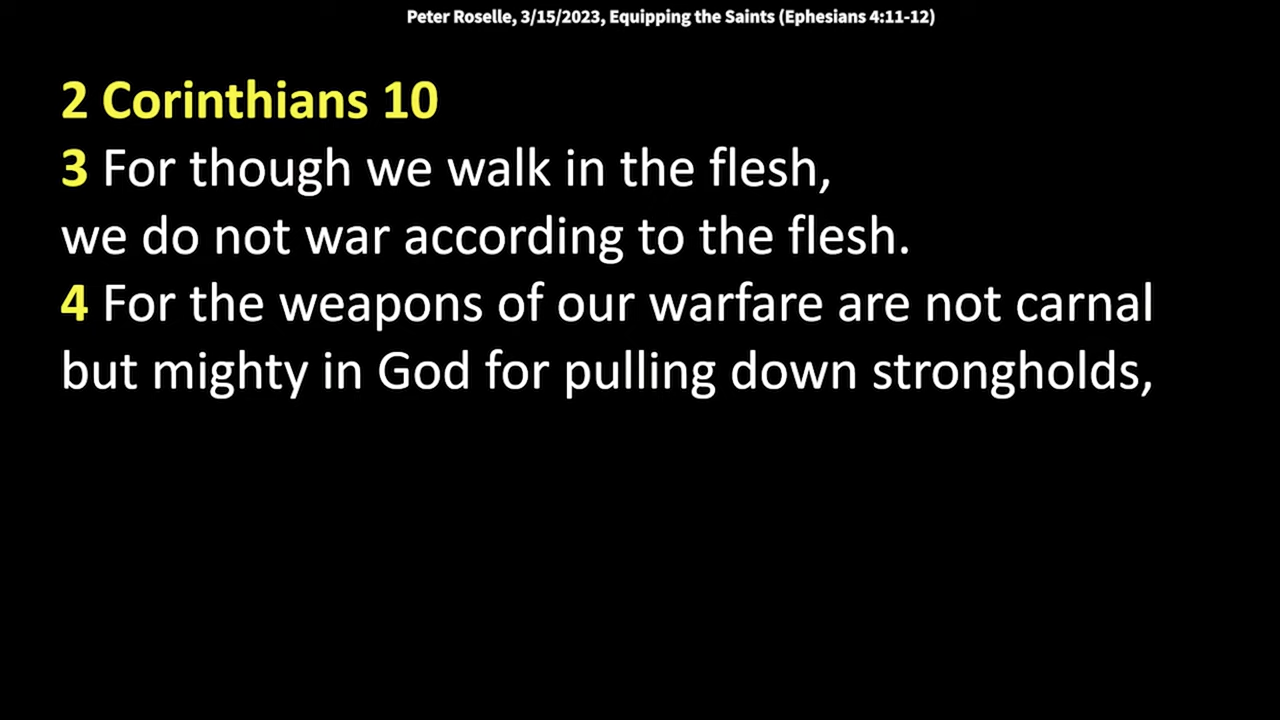 Peter Roselle, 3/15/2023, Equipping the Saints (Ephesians 4:11-12)
2 Corinthians 10
3 For though we walk in the flesh,
we do not war according to the flesh.
4 For the weapons of our warfare are not carnal
but mighty in God for pulling down strongholds,